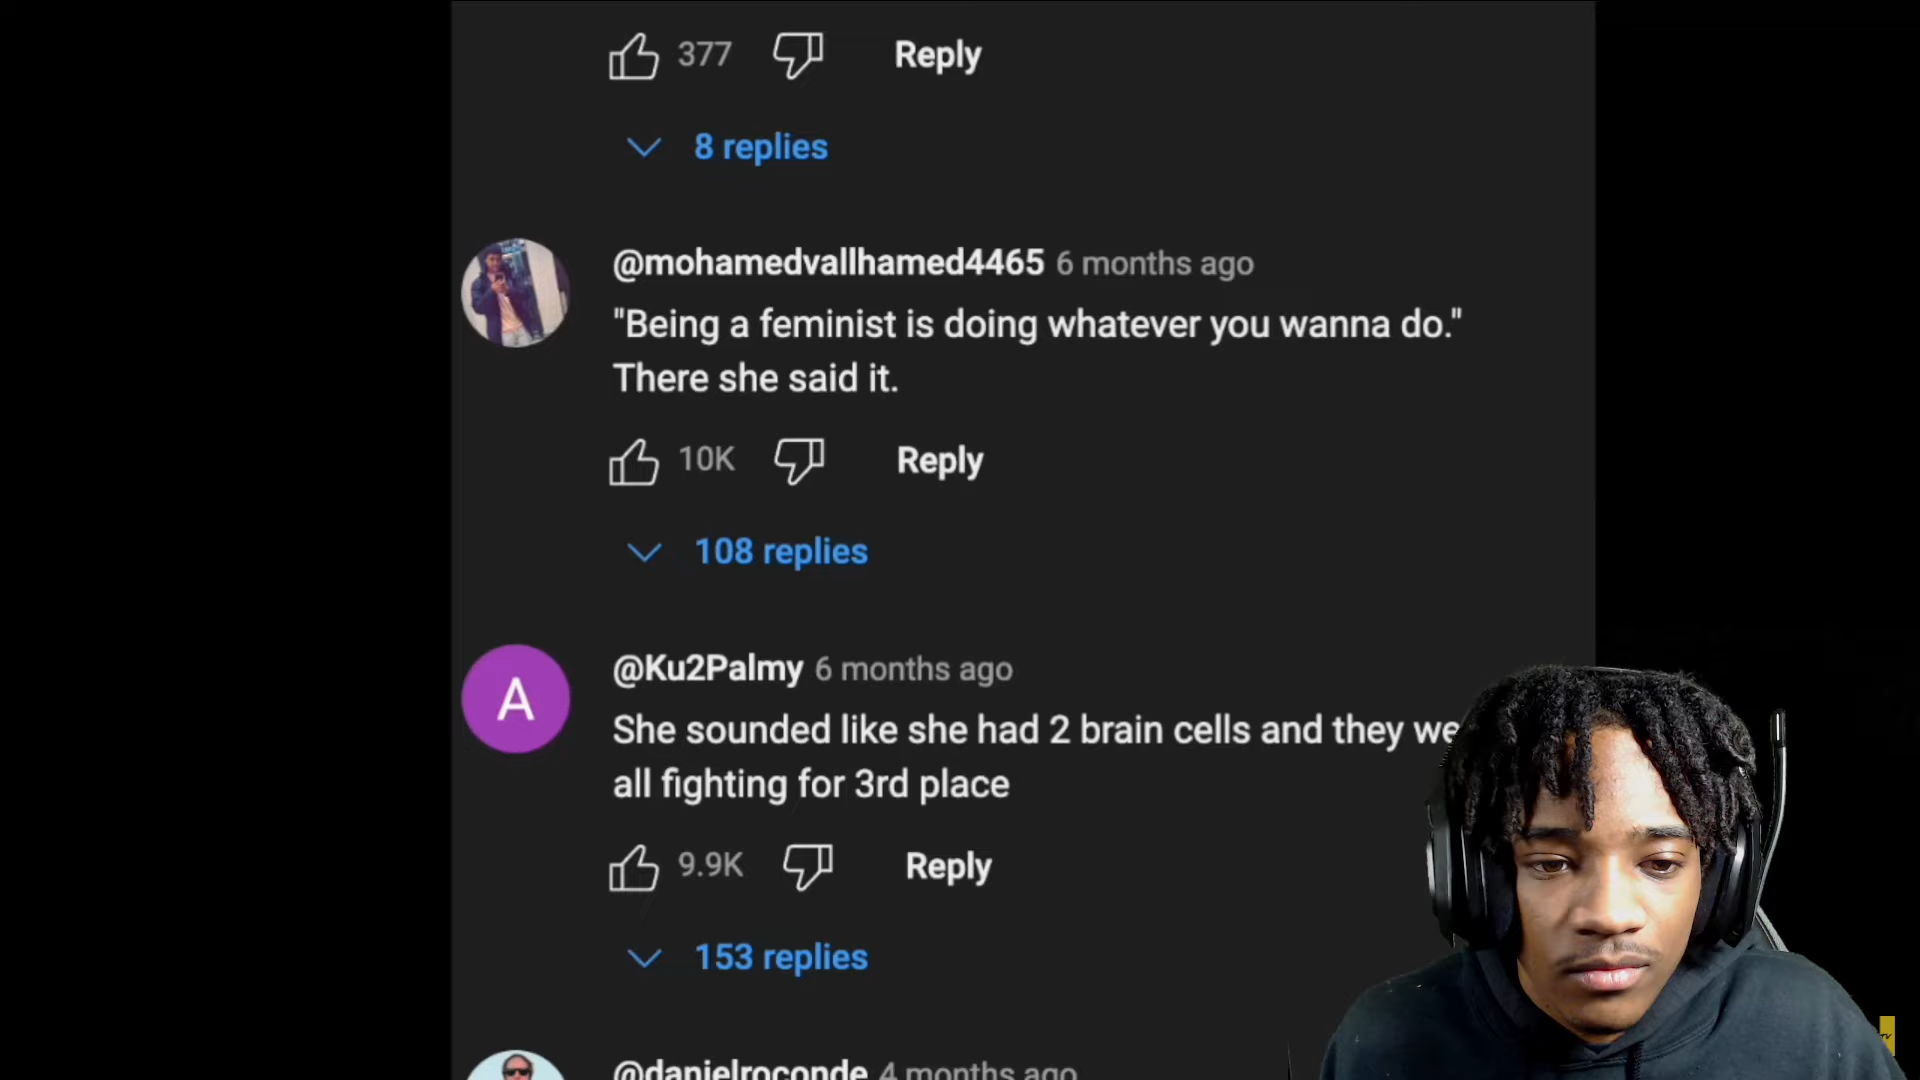 377 Reply
8 replies
@mohamedvallhamed4465 6 months ago
"Being a feminist is doing whatever you wanna do."
There she said it.
10K Reply
108 replies
A
@Ku2Palmy 6 months ago
She sounded like she had 2 brain cells and they
all fighting for 3rd place
9.9K Reply
153 replies
@danielroconde 4 months ago
TV